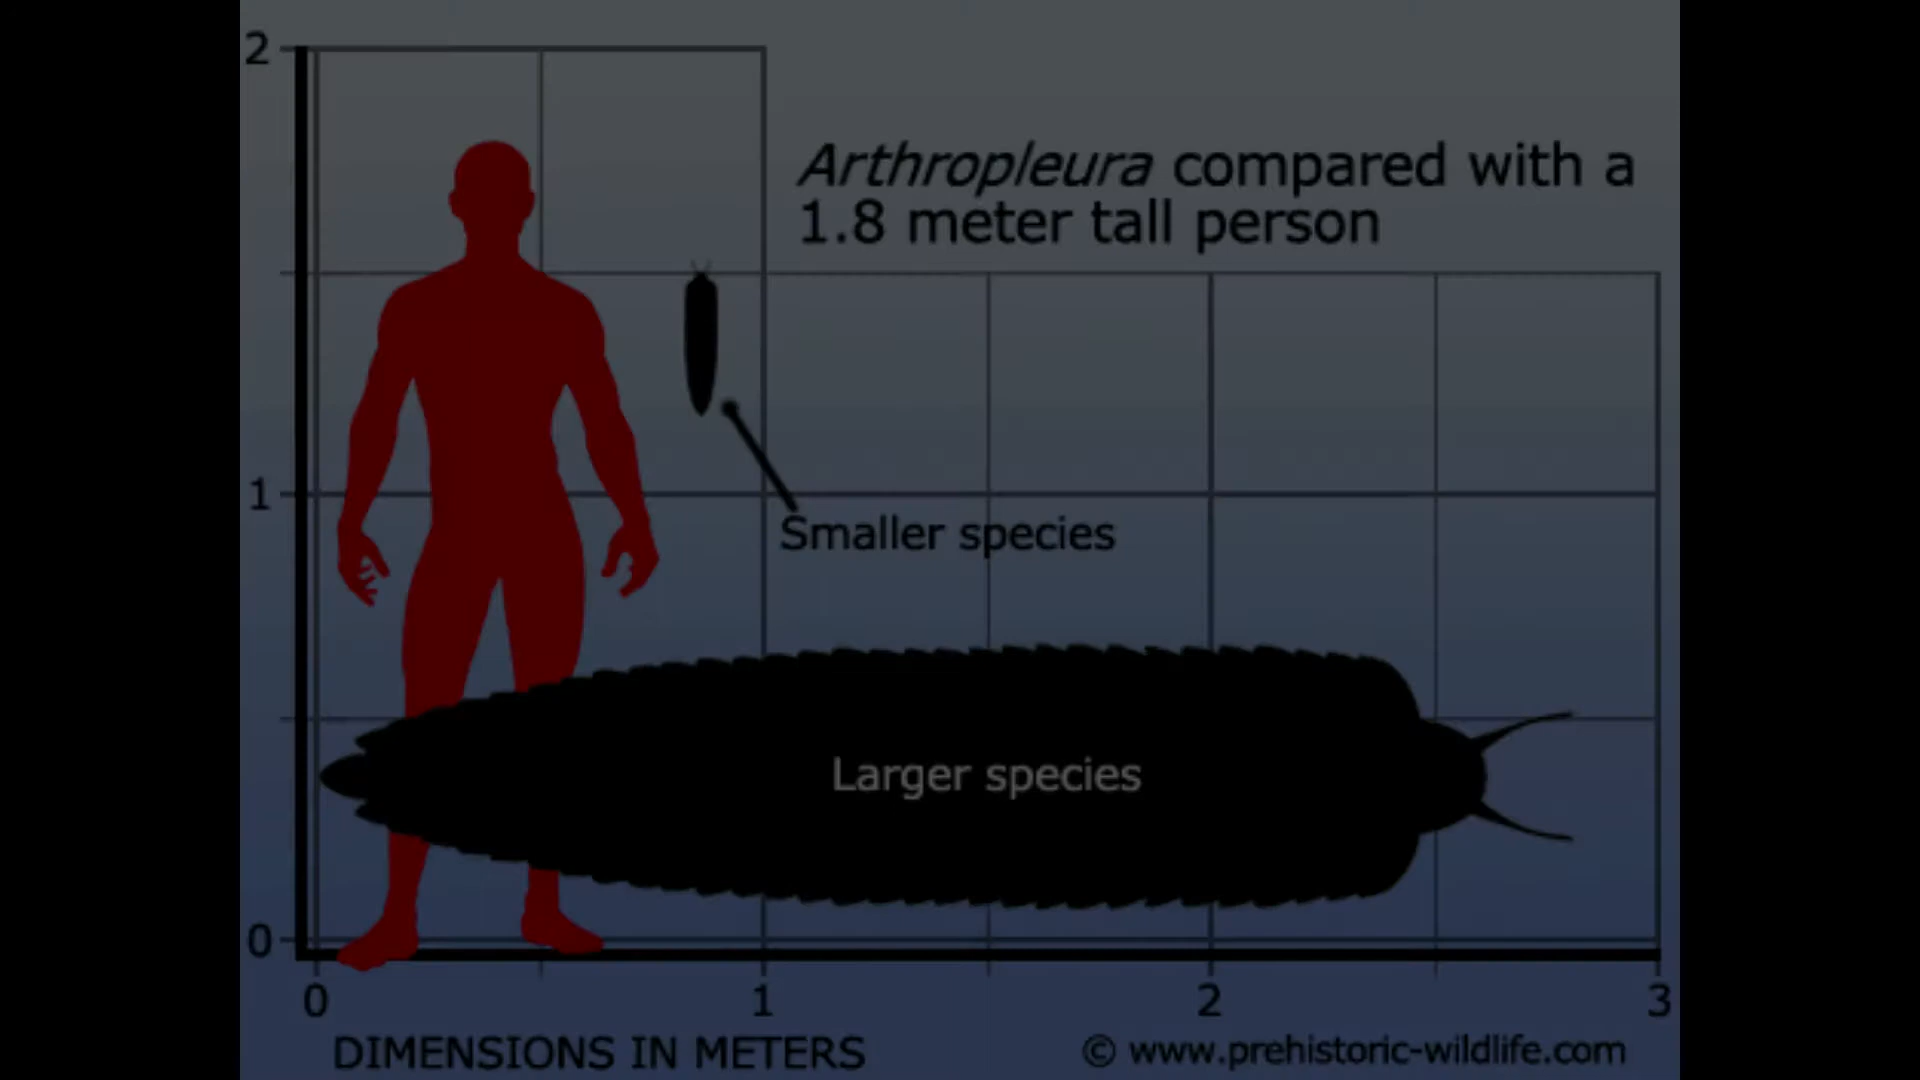 2
Arthropleura compared with a
1.8 meter tall person
1
Smaller species
Larger species
0
0 1 2 3
DIMENSIONS IN METERS
© www.prehistoric-wildlife.com